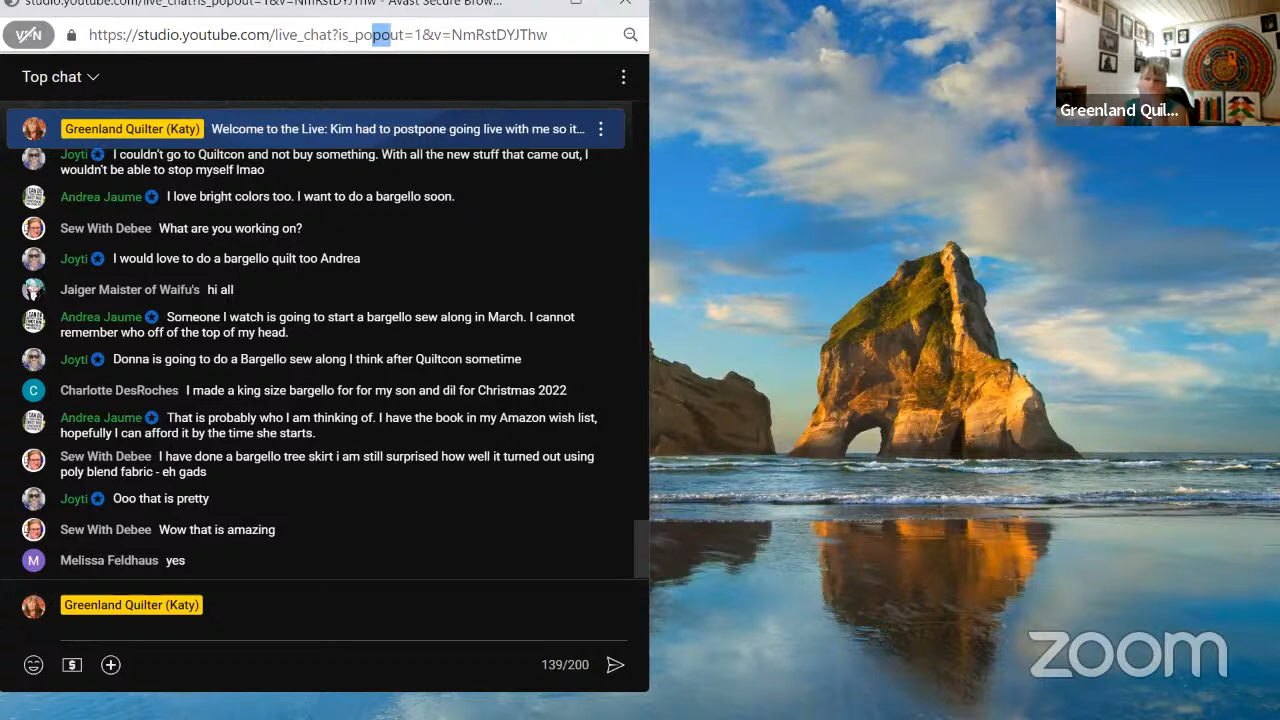 studio.youtube.com/live_chat?is_popout=1&v=NmRstDYJThw - Avast Secure Brow...
VPN
https://studio.youtube.com/live_chat?is_popout=1&v=NmRstDYJThw
Top chat
Greenland Quilter (Katy) Welcome to the Live: Kim had to postpone going live with me so it...
Joyti I couldn't go to Quiltcon and not buy something. With all the new stuff that came out, I
wouldn't be able to stop myself lmao
Andrea Jaume I love bright colors too. I want to do a bargello soon.
Sew With Debee What are you working on?
Joyti I would love to do a bargello quilt too Andrea
Jaiger Maister of Waifu's hi all
Andrea Jaume Someone I watch is going to start a bargello sew along in March. I cannot
remember who off of the top of my head.
Joyti Donna is going to do a Bargello sew along I think after Quiltcon sometime
C Charlotte DesRoches I made a king size bargello for for my son and dil for Christmas 2022
Andrea Jaume That is probably who I am thinking of. I have the book in my Amazon wish list,
hopefully I can afford it by the time she starts.
Sew With Debee I have done a bargello tree skirt i am still surprised how well it turned out using
poly blend fabric - eh gads
Joyti Ooo that is pretty
Sew With Debee Wow that is amazing
M Melissa Feldhaus yes
Greenland Quilter (Katy)
139/200
Greenland Quil...
zoom